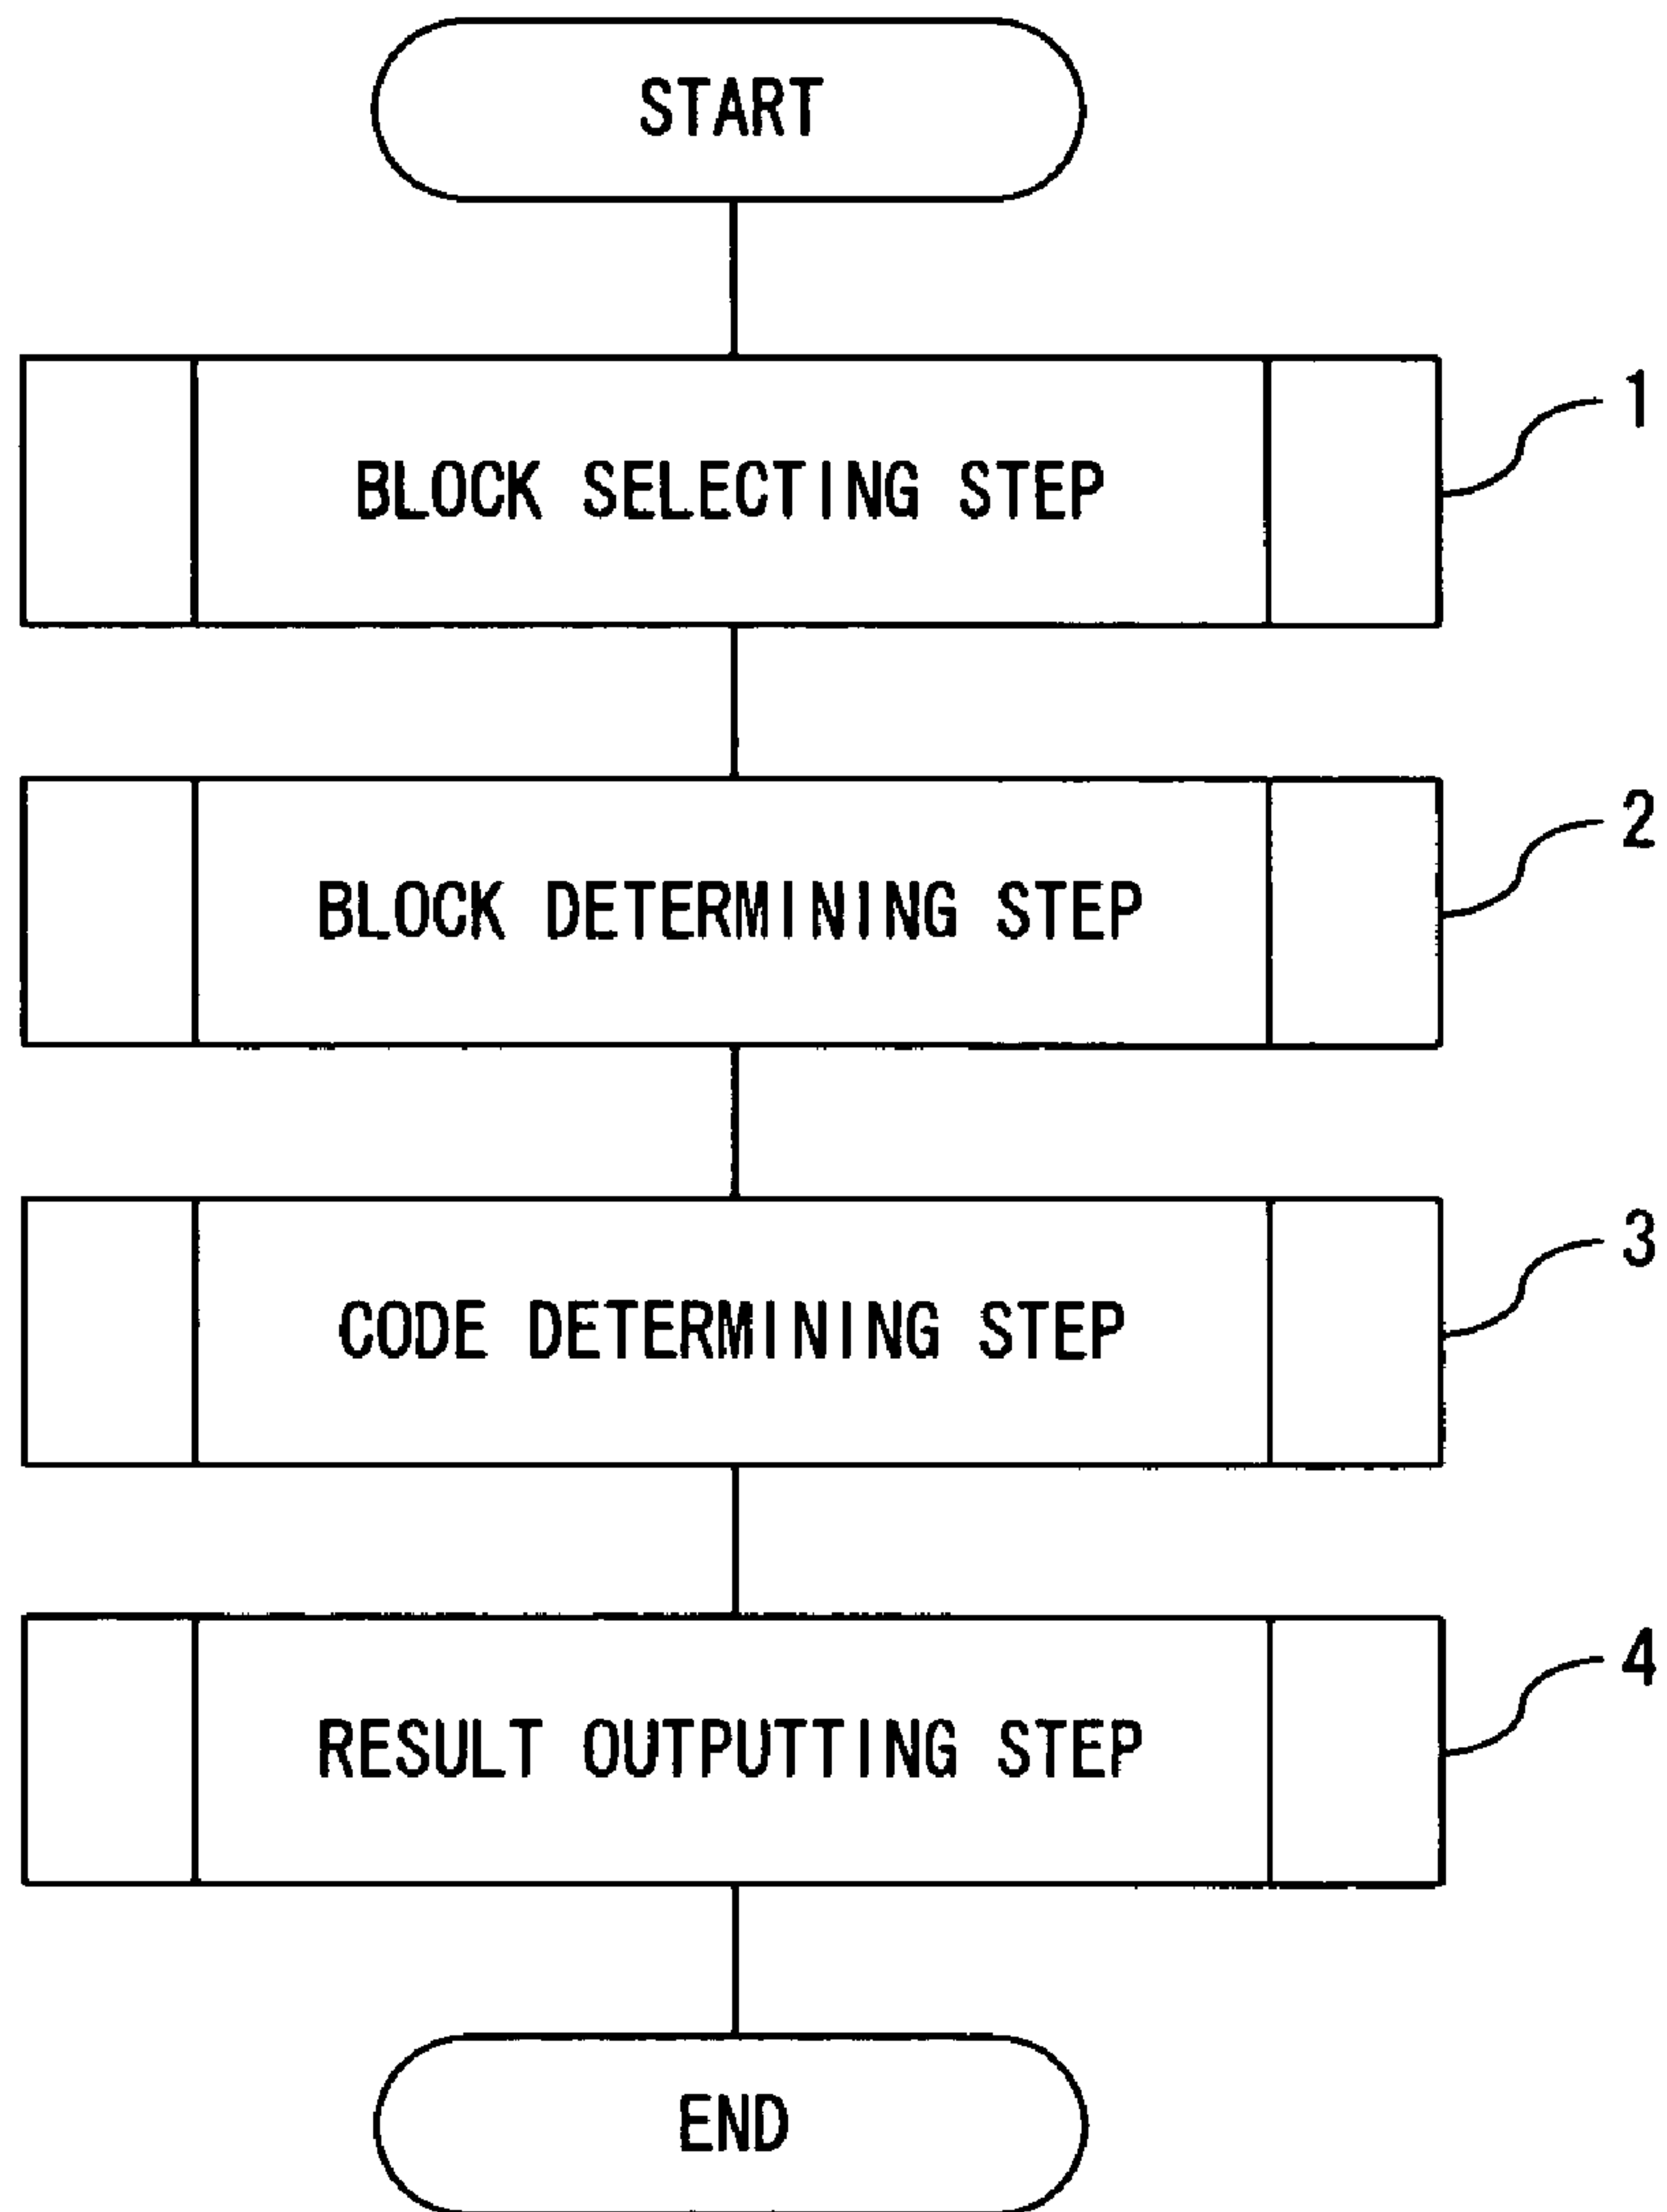 START
BLOCK SELECTING STEP
1
BLOCK DETERMINING STEP
2
CODE DETERMINING STEP
3
RESULT OUTPUTTING STEP
4
END